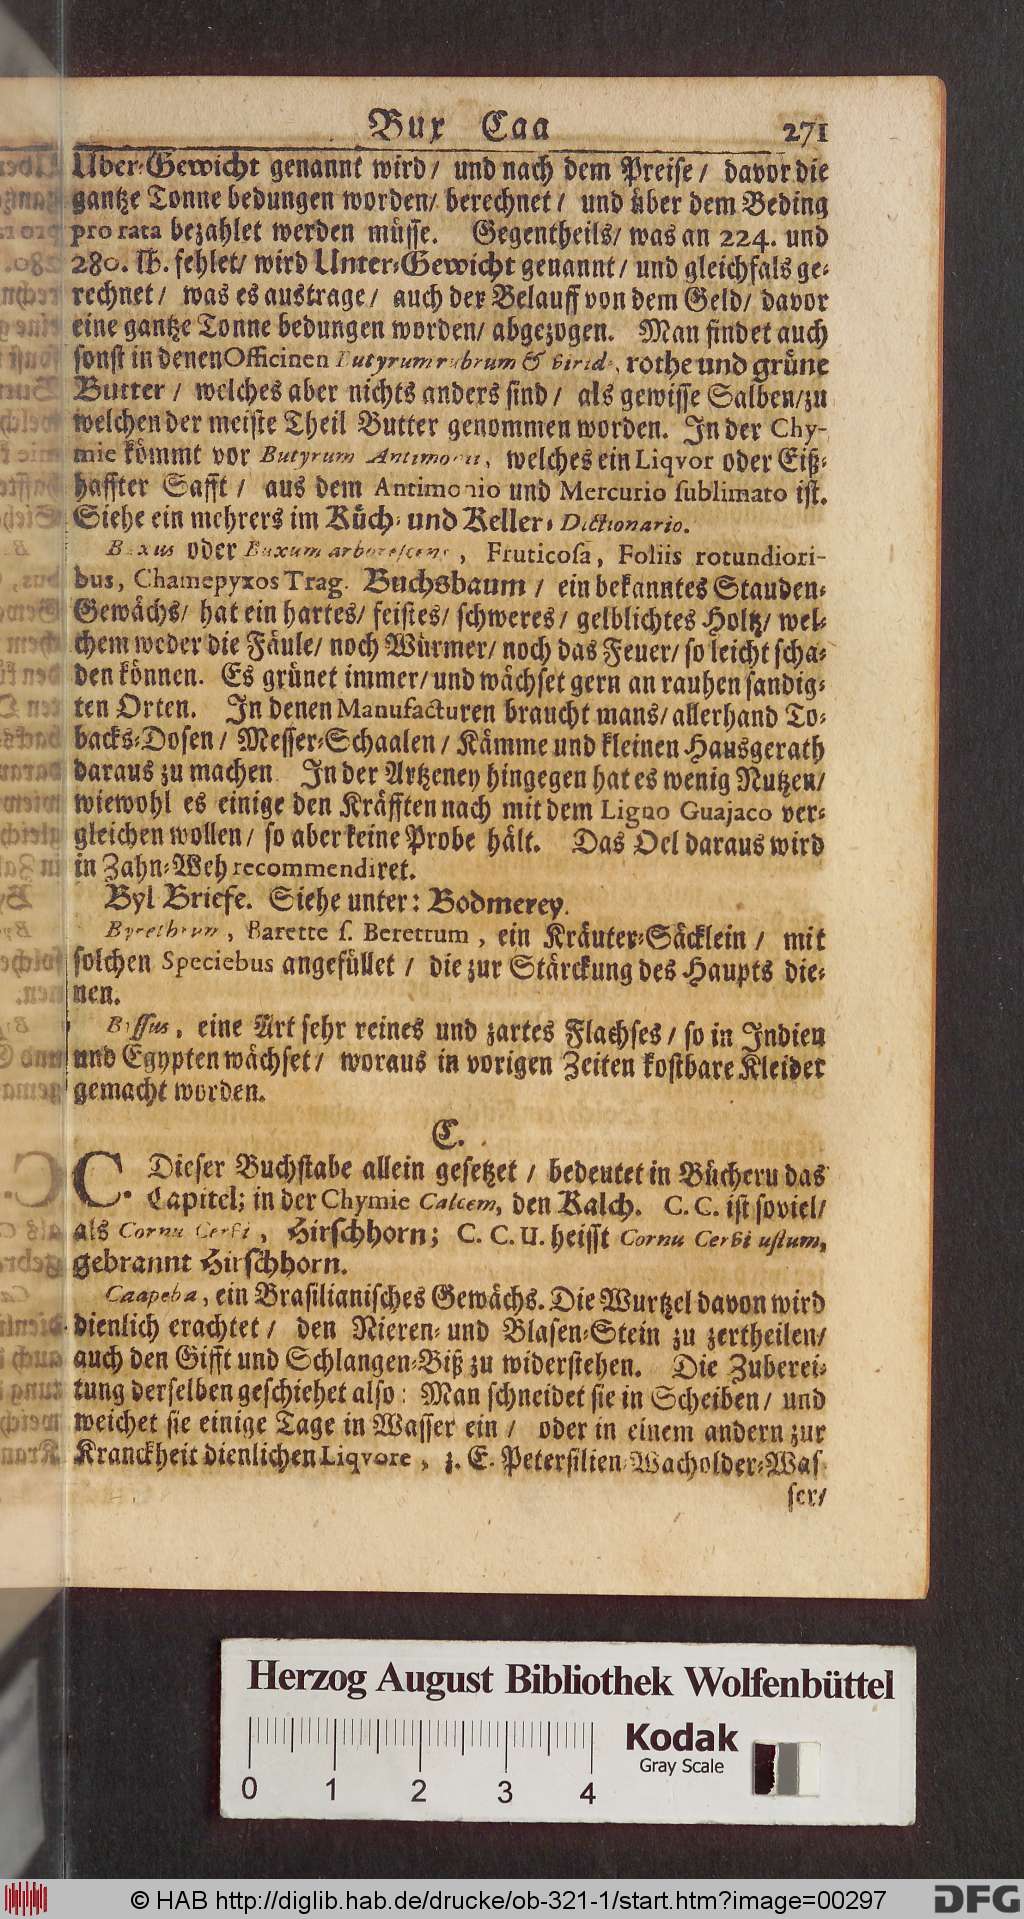 Bux Caa 271
Uber-Gewicht genannt wird/ und nach dem Preise/ davor die
gantze Tonne bedungen worden/ berechnet/ und über dem Beding
pro rata bezahlet werden müsse. Gegentheils/ was an 224. und
280. lb. fehlet/ wird Unter-Gewicht genannt/ und gleichfals ge-
rechnet/ was es austrage/ auch der Belauff von dem Geld/ davor
eine gantze Tonne bedungen worden/ abgezogen. Man findet auch
sonst in denen Officinen Butyrum rubrum & virid. rothe und grüne
Butter/ welches aber nichts anders sind/ als gewisse Salben/ zu
welchen der meiste Theil Butter genommen worden. In der Chy-
mie kömmt vor Butyrum Antimonii, welches ein Liqvor oder Eiß-
haffter Safft/ aus dem Antimonio und Mercurio sublimato ist.
Siehe ein mehrers im Küch- und Keller-Dictionario.
Buxus oder Buxum arborescens, Fruticosa, Foliis rotundiori-
bus, Chamepyxos Trag. Buchsbaum/ ein bekanntes Stauden-
Gewächs/ hat ein hartes/ feistes/ schweres/ gelblichtes Holtz/ wel-
chem weder die Fäule/ noch Würmer/ noch das Feuer/ so leicht scha-
den können. Es grünet immer/ und wächset gern an rauhen sandig-
ten Orten. In denen Manufacturen braucht mans/ allerhand To-
backs-Dosen/ Messer-Schaalen/ Kämme und kleinen Hausgerath
daraus zu machen. In der Artzeney hingegen hat es wenig Nutzen/
wiewohl es einige den Kräfften nach mit dem Ligno Guajaco ver-
gleichen wollen/ so aber keine Probe hält. Das Oel daraus wird
in Zahn-Weh recommendiret.
Byl Briefe. Siehe unter: Bodmerey.
Byrethrum, Barette s. Berettum, ein Kräuter-Säcklein/ mit
solchen Speciebus angefüllet/ die zur Stärckung des Haupts die-
nen.
Byssus, eine Art sehr reines und zartes Flachses/ so in Indien
und Egypten wächset/ woraus in vorigen Zeiten kostbare Kleider
gemacht worden.
C.
C. Dieser Buchstabe allein gesetzet/ bedeutet in Büchern das
Capitel; in der Chymie Calcem, den Kalch. C. C. ist soviel/
als Cornu Cervi, Hirschhorn; C. C. U. heisst Cornu Cervi ustum,
gebrannt Hirschhorn.
Caapeba, ein Brasilianisches Gewächs. Die Wurtzel davon wird
dienlich erachtet/ den Nieren- und Blasen-Stein zu zertheilen/
auch den Gifft und Schlangen-Biß zu widerstehen. Die Zuberei-
tung derselben geschiehet also: Man schneidet sie in Scheiben/ und
weichet sie einige Tage in Wasser ein/ oder in einem andern zur
Kranckheit dienlichen Liqvore, z. E. Petersilien-Wacholder-Was-
ser/
Herzog August Bibliothek Wolfenbüttel
Kodak
Gray Scale
0 1 2 3 4
© HAB http://diglib.hab.de/drucke/ob-321-1/start.htm?image=00297
DFG